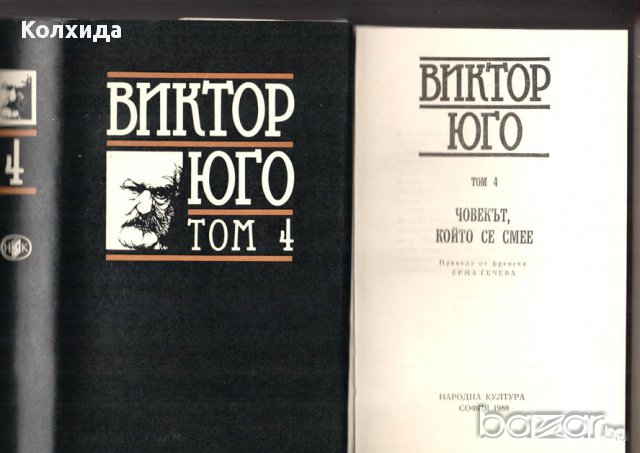 Колхида
4
НК
ВИКТОР
ЮГО
ТОМ 4
ВИКТОР
ЮГО
ТОМ 4
ЧОВЕКЪТ,
КОЙТО СЕ СМЕЕ
Превела от френски
ЕРМА ГЕЧЕВА
НАРОДНА КУЛТУРА
СОФИЯ 1988
bazar.bg